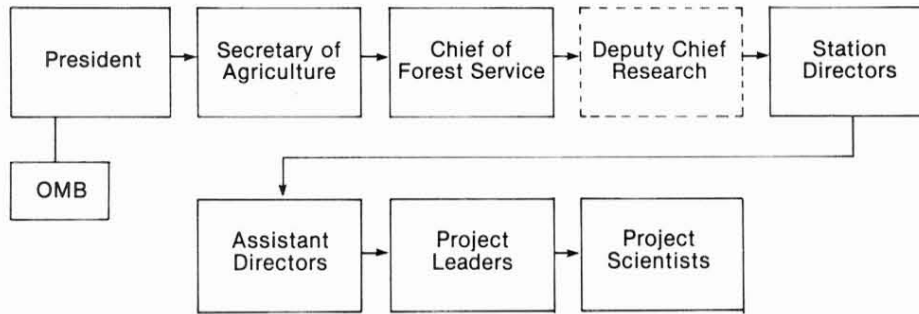 President
Secretary of
Agriculture
Chief of
Forest Service
Deputy Chief
Research
Station
Directors
OMB
Assistant
Directors
Project
Leaders
Project
Scientists